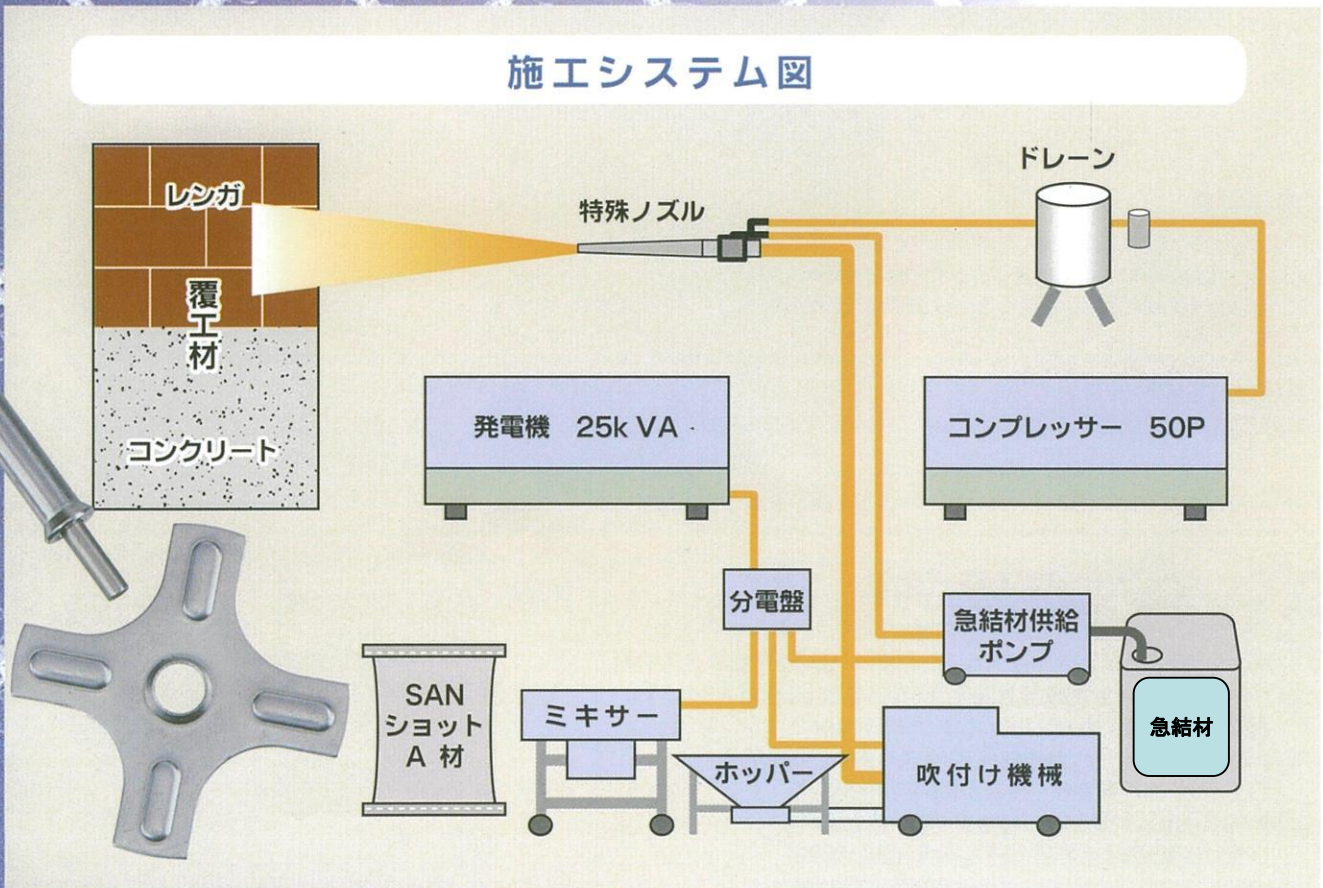 施工システム図
ドレーン
レンガ
特殊ノズル
覆工材
発電機 25k VA
コンプレッサー 50P
コンクリート
分電盤
急結材供給
ポンプ
SAN
ショット
A 材
ミキサー
急結材
ホッパー
吹付け機械